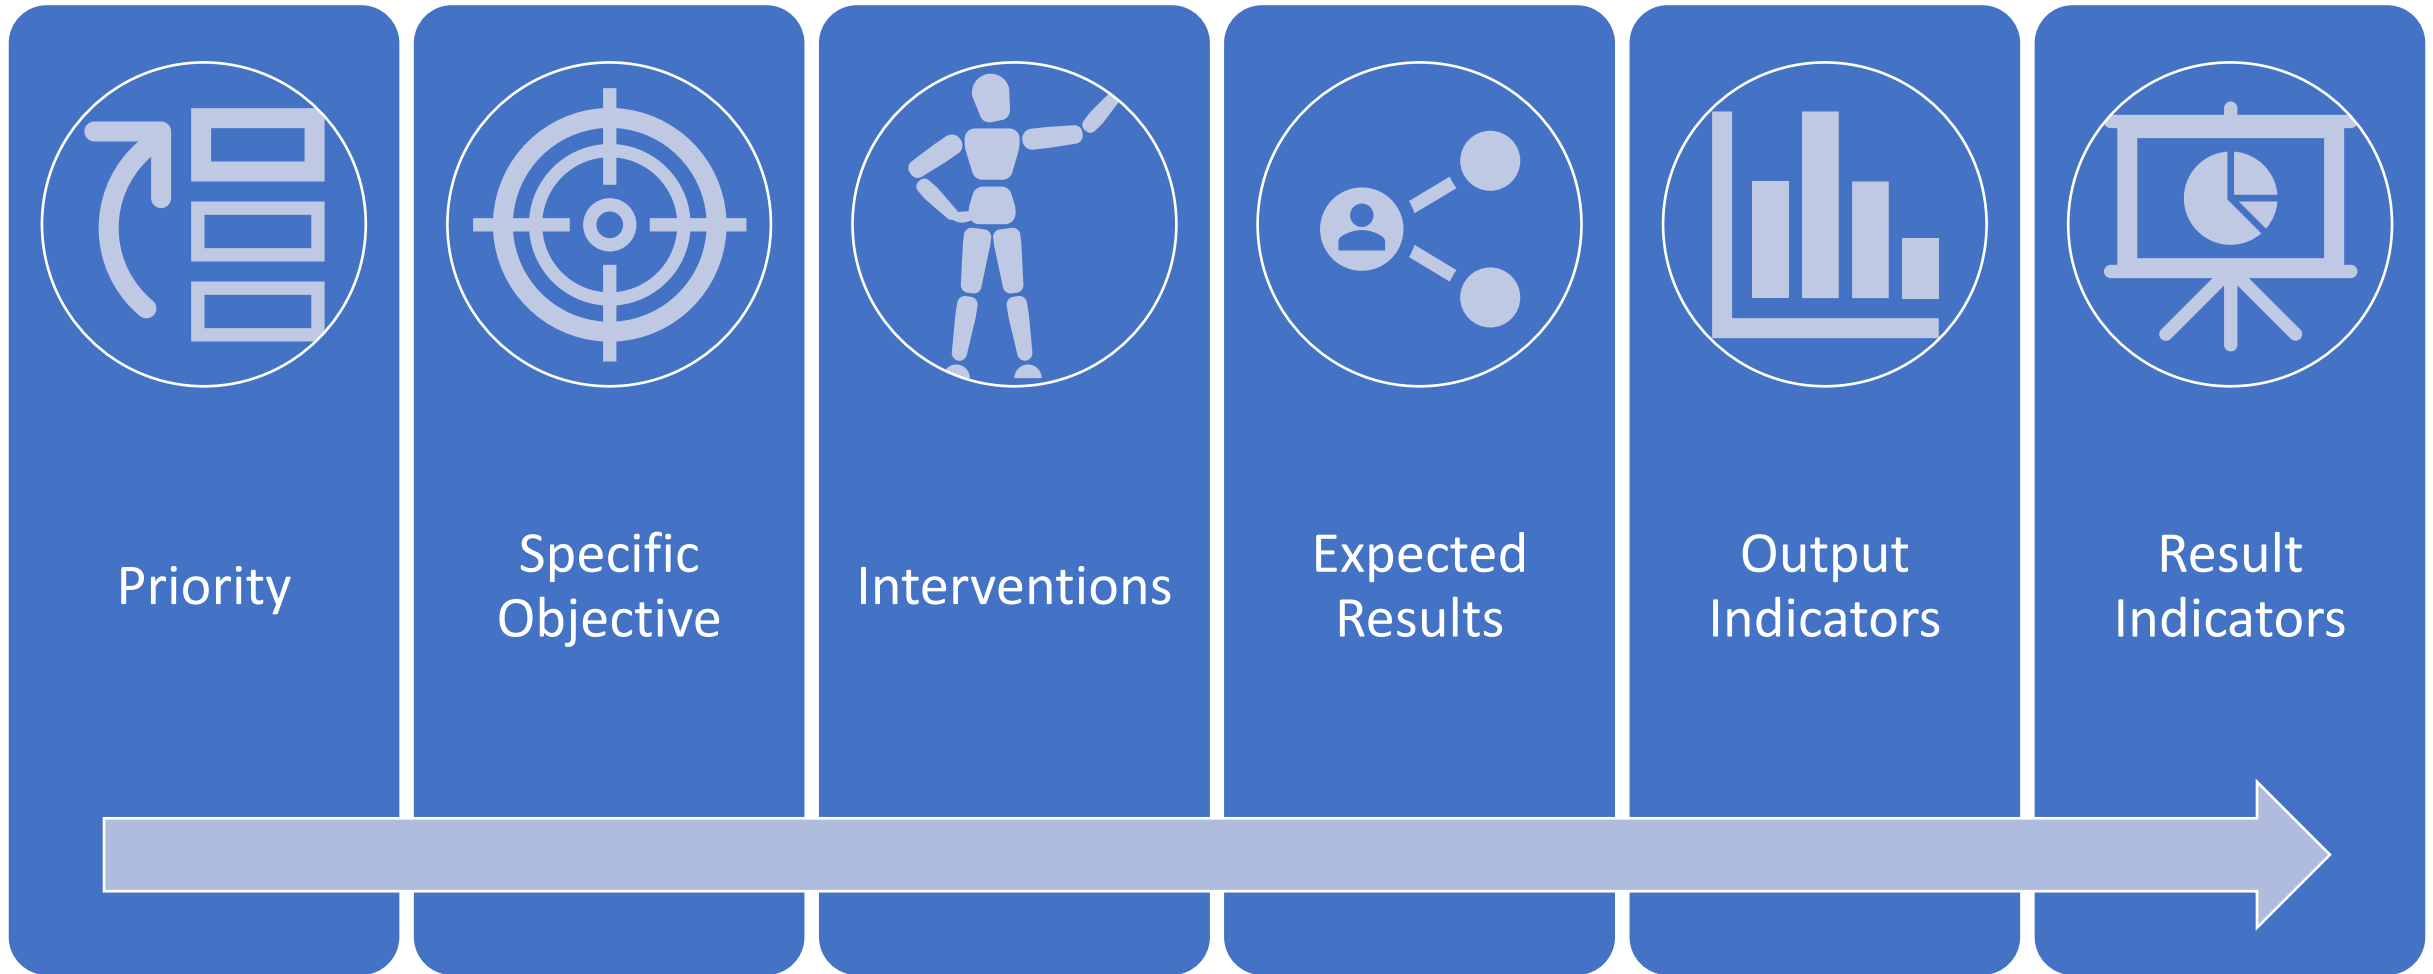 Priority
Specific
Objective
Interventions
Expected
Results
Output
Indicators
Result
Indicators